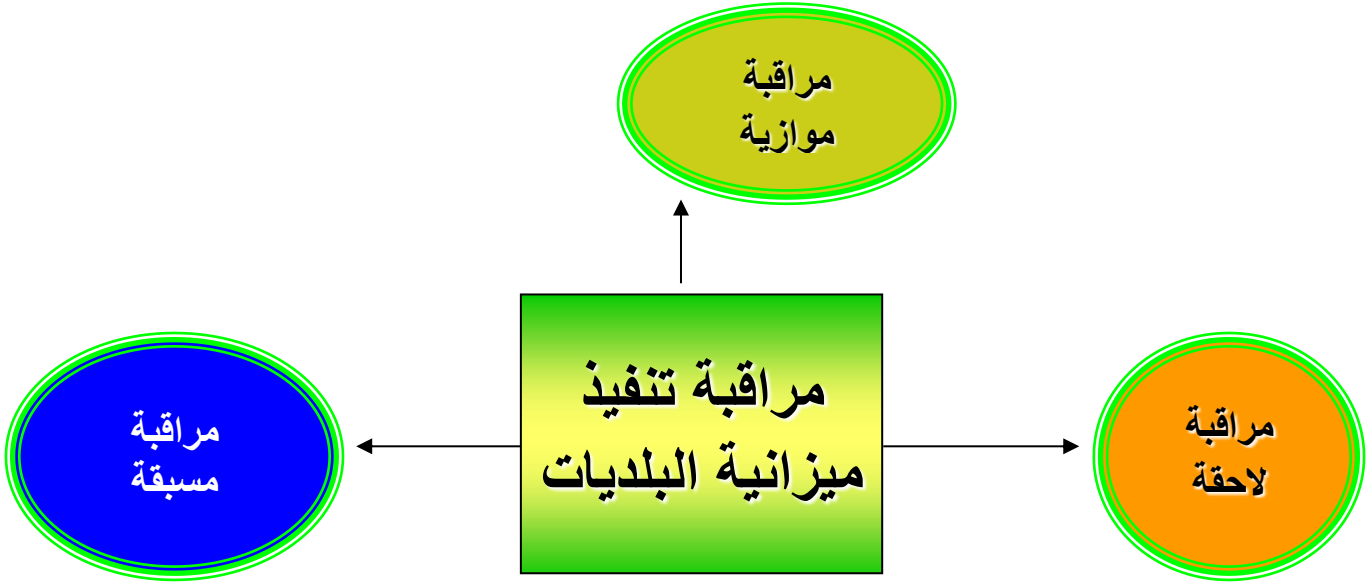 مراقبة
موازية
مراقبة تنفيذ
ميزانية البلديات
مراقبة
لاحقة
مراقبة
مسبقة